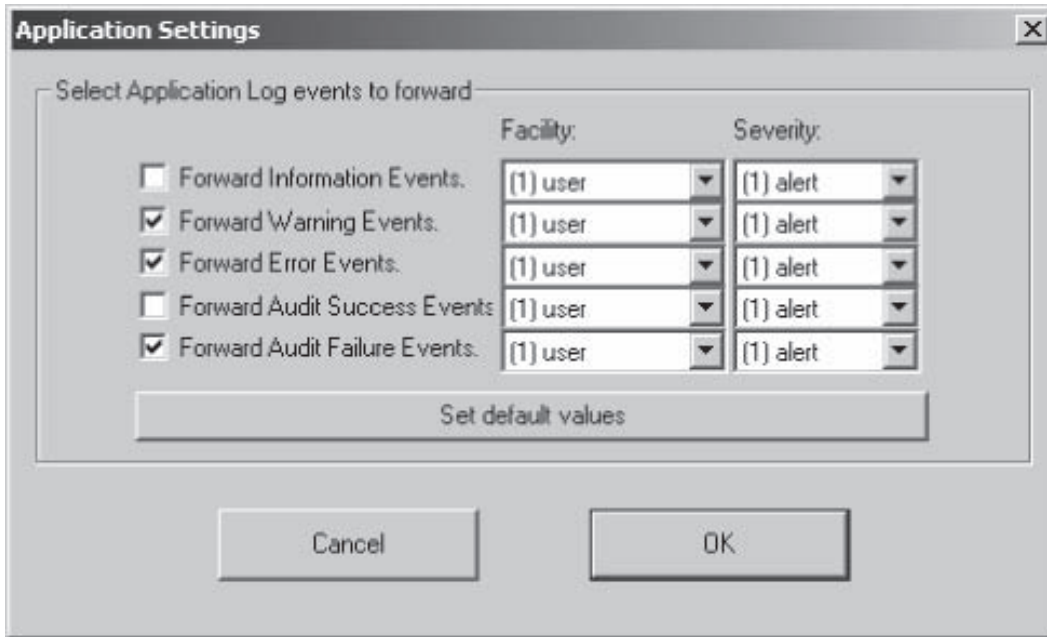 Application Settings
Select Application Log events to forward
Facility: Severity:
Forward Information Events. (1) user (1) alert
Forward Warning Events. (1) user (1) alert
Forward Error Events. (1) user (1) alert
Forward Audit Success Events (1) user (1) alert
Forward Audit Failure Events. (1) user (1) alert
Set default values
Cancel OK